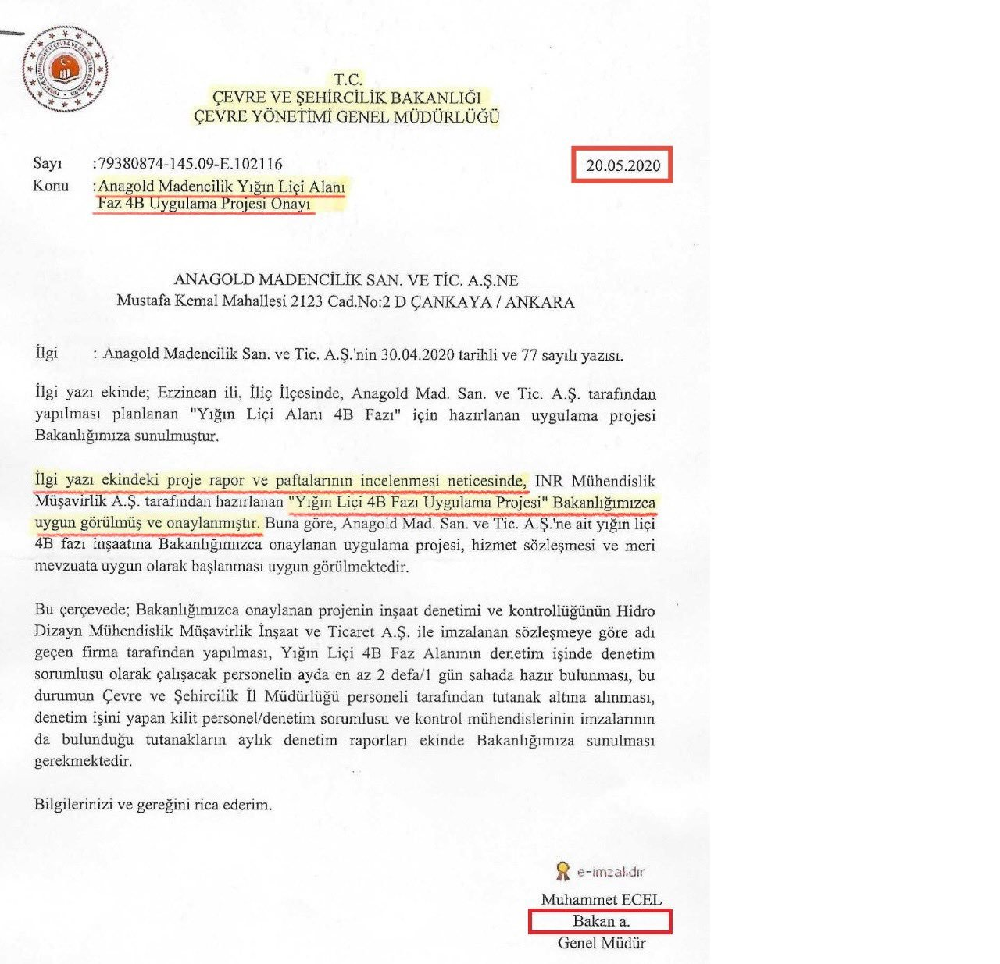 T.C.
ÇEVRE VE ŞEHİRCİLİK BAKANLIĞI
ÇEVRE YÖNETİMİ GENEL MÜDÜRLÜĞÜ
Sayı :79380874-145.09-E.102116 20.05.2020
Konu :Anagold Madencilik Yığın Liçi Alanı
Faz 4B Uygulama Projesi Onayı
ANAGOLD MADENCİLİK SAN. VE TİC. A.Ş.NE
Mustafa Kemal Mahallesi 2123 Cad.No:2 D ÇANKAYA / ANKARA
İlgi : Anagold Madencilik San. ve Tic. A.Ş.'nin 30.04.2020 tarihli ve 77 sayılı yazısı.
İlgi yazı ekinde; Erzincan ili, İliç İlçesinde, Anagold Mad. San. ve Tic. A.Ş. tarafından
yapılması planlanan "Yığın Liçi Alanı 4B Fazı" için hazırlanan uygulama projesi
Bakanlığımıza sunulmuştur.
İlgi yazı ekindeki proje rapor ve paftalarının incelenmesi neticesinde, INR Mühendislik
Müşavirlik A.Ş. tarafından hazırlanan "Yığın Liçi 4B Fazı Uygulama Projesi" Bakanlığımızca
uygun görülmüş ve onaylanmıştır. Buna göre, Anagold Mad. San. ve Tic. A.Ş.'ne ait yığın liçi
4B fazı inşaatına Bakanlığımızca onaylanan uygulama projesi, hizmet sözleşmesi ve meri
mevzuata uygun olarak başlanması uygun görülmektedir.
Bu çerçevede; Bakanlığımızca onaylanan projenin inşaat denetimi ve kontrollüğünün Hidro
Dizayn Mühendislik Müşavirlik İnşaat ve Ticaret A.Ş. ile imzalanan sözleşmeye göre adı
geçen firma tarafından yapılması, Yığın Liçi 4B Faz Alanının denetim işinde denetim
sorumlusu olarak çalışacak personelin ayda en az 2 defa/1 gün sahada hazır bulunması, bu
durumun Çevre ve Şehircilik İl Müdürlüğü personeli tarafından tutanak altına alınması,
denetim işini yapan kilit personel/denetim sorumlusu ve kontrol mühendislerinin imzalarının
da bulunduğu tutanakların aylık denetim raporları ekinde Bakanlığımıza sunulması
gerekmektedir.
Bilgilerinizi ve gereğini rica ederim.
e-imzalıdır
Muhammet ECEL
Bakan a.
Genel Müdür